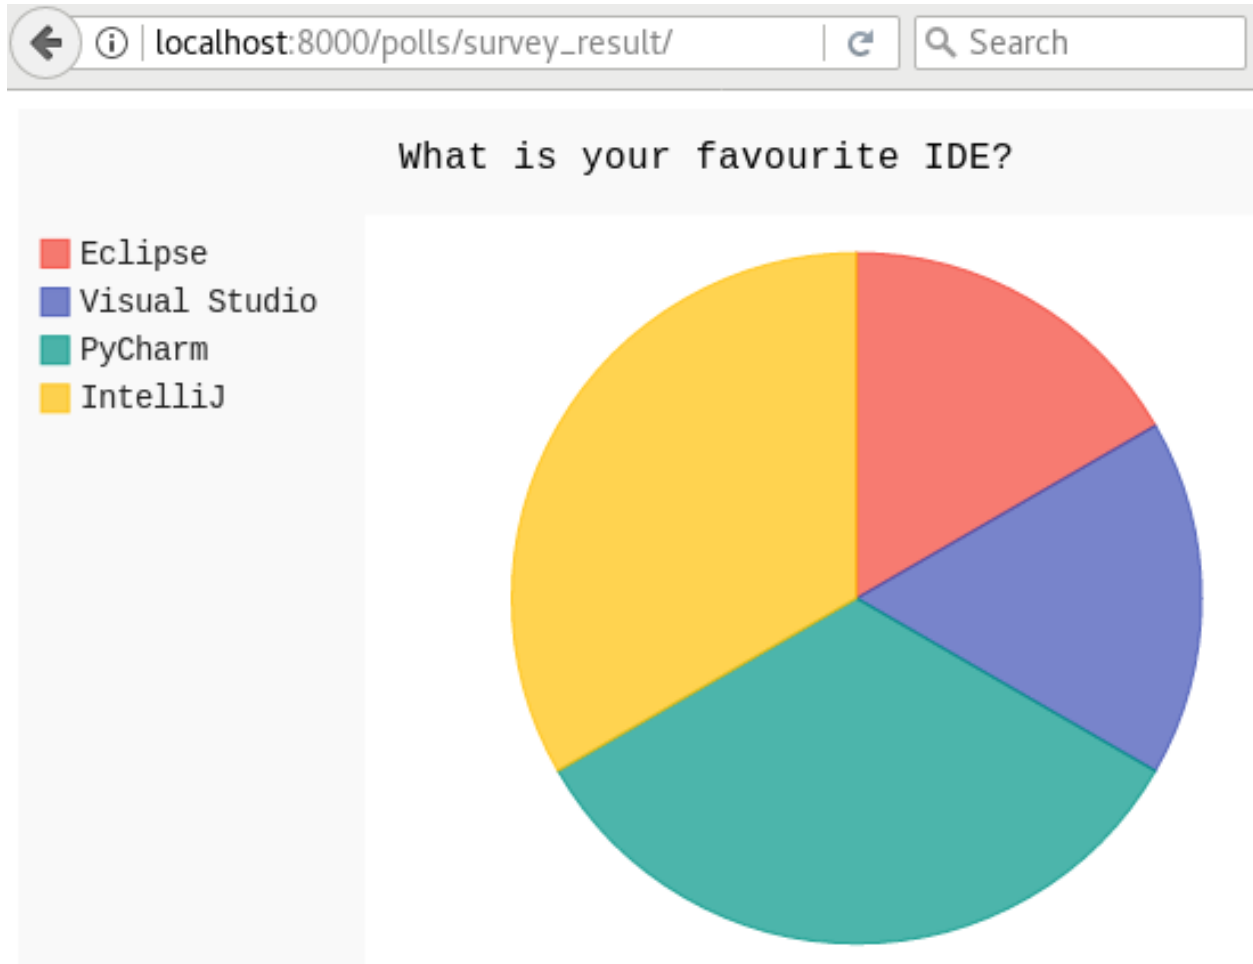 localhost:8000/polls/survey_result/
Search
What is your favourite IDE?
Eclipse
Visual Studio
PyCharm
IntelliJ